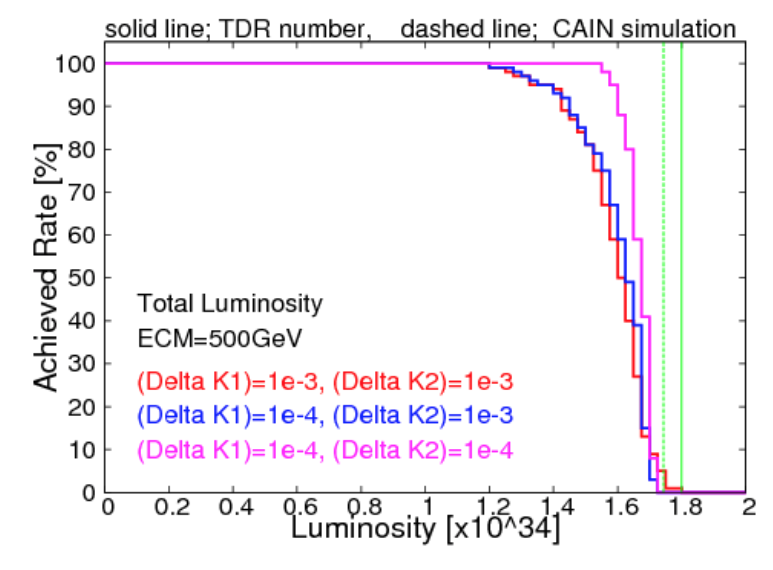 solid line; TDR number, dashed line; CAIN simulation
100
90
80
70
60
50
40
30
20
10
0
Achieved Rate [%]
Total Luminosity
ECM=500GeV
(Delta K1)=1e-3, (Delta K2)=1e-3
(Delta K1)=1e-4, (Delta K2)=1e-3
(Delta K1)=1e-4, (Delta K2)=1e-4
0 0.2 0.4 0.6 0.8 1 1.2 1.4 1.6 1.8 2
Luminosity [x10^34]